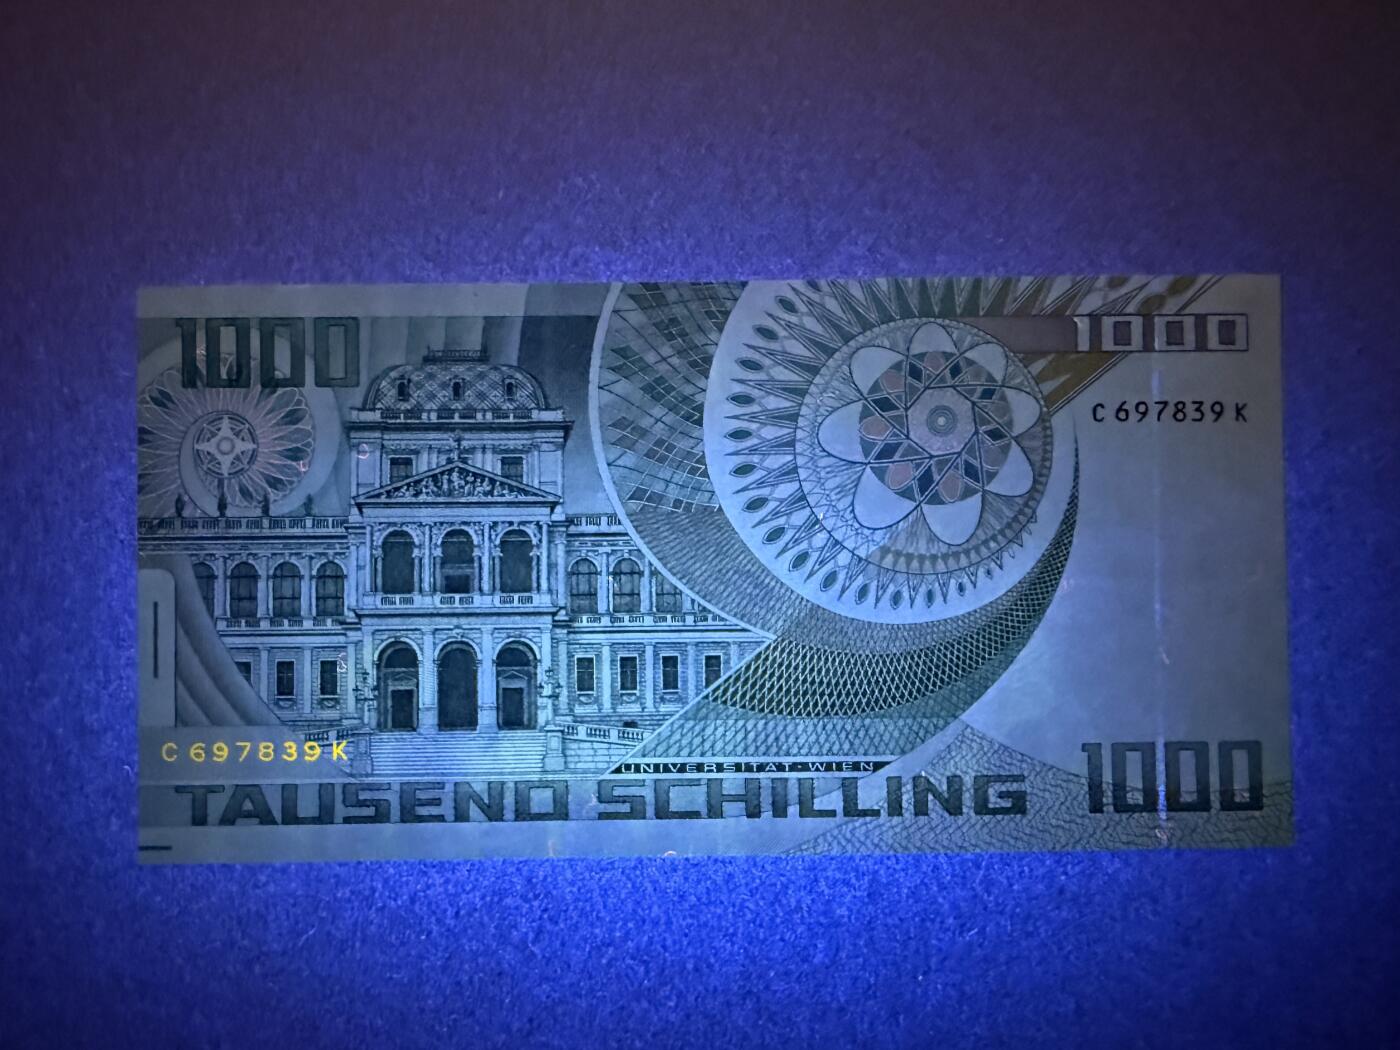 1000
1000
C 697839 K
C 697839 K
UNIVERSITÄT·WIEN
1000
TAUSEND SCHILLING